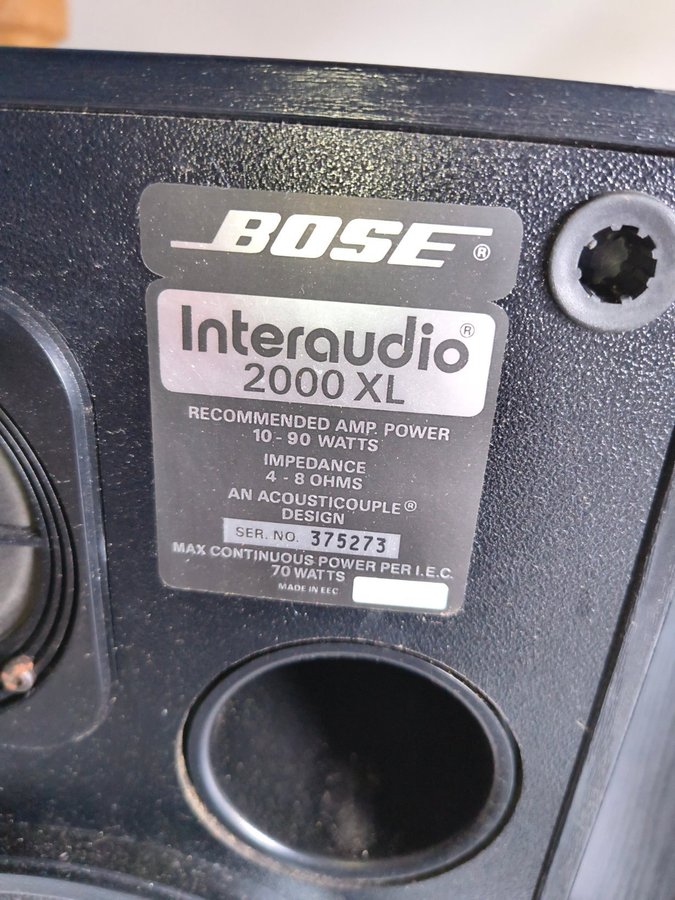 BOSE®
Interaudio®
2000 XL
RECOMMENDED AMP. POWER
10 - 90 WATTS
IMPEDANCE
4 - 8 OHMS
AN ACOUSTICOUPLE®
DESIGN
SER. NO. 375273
MAX CONTINUOUS POWER PER I.E.C.
70 WATTS
MADE IN EEC